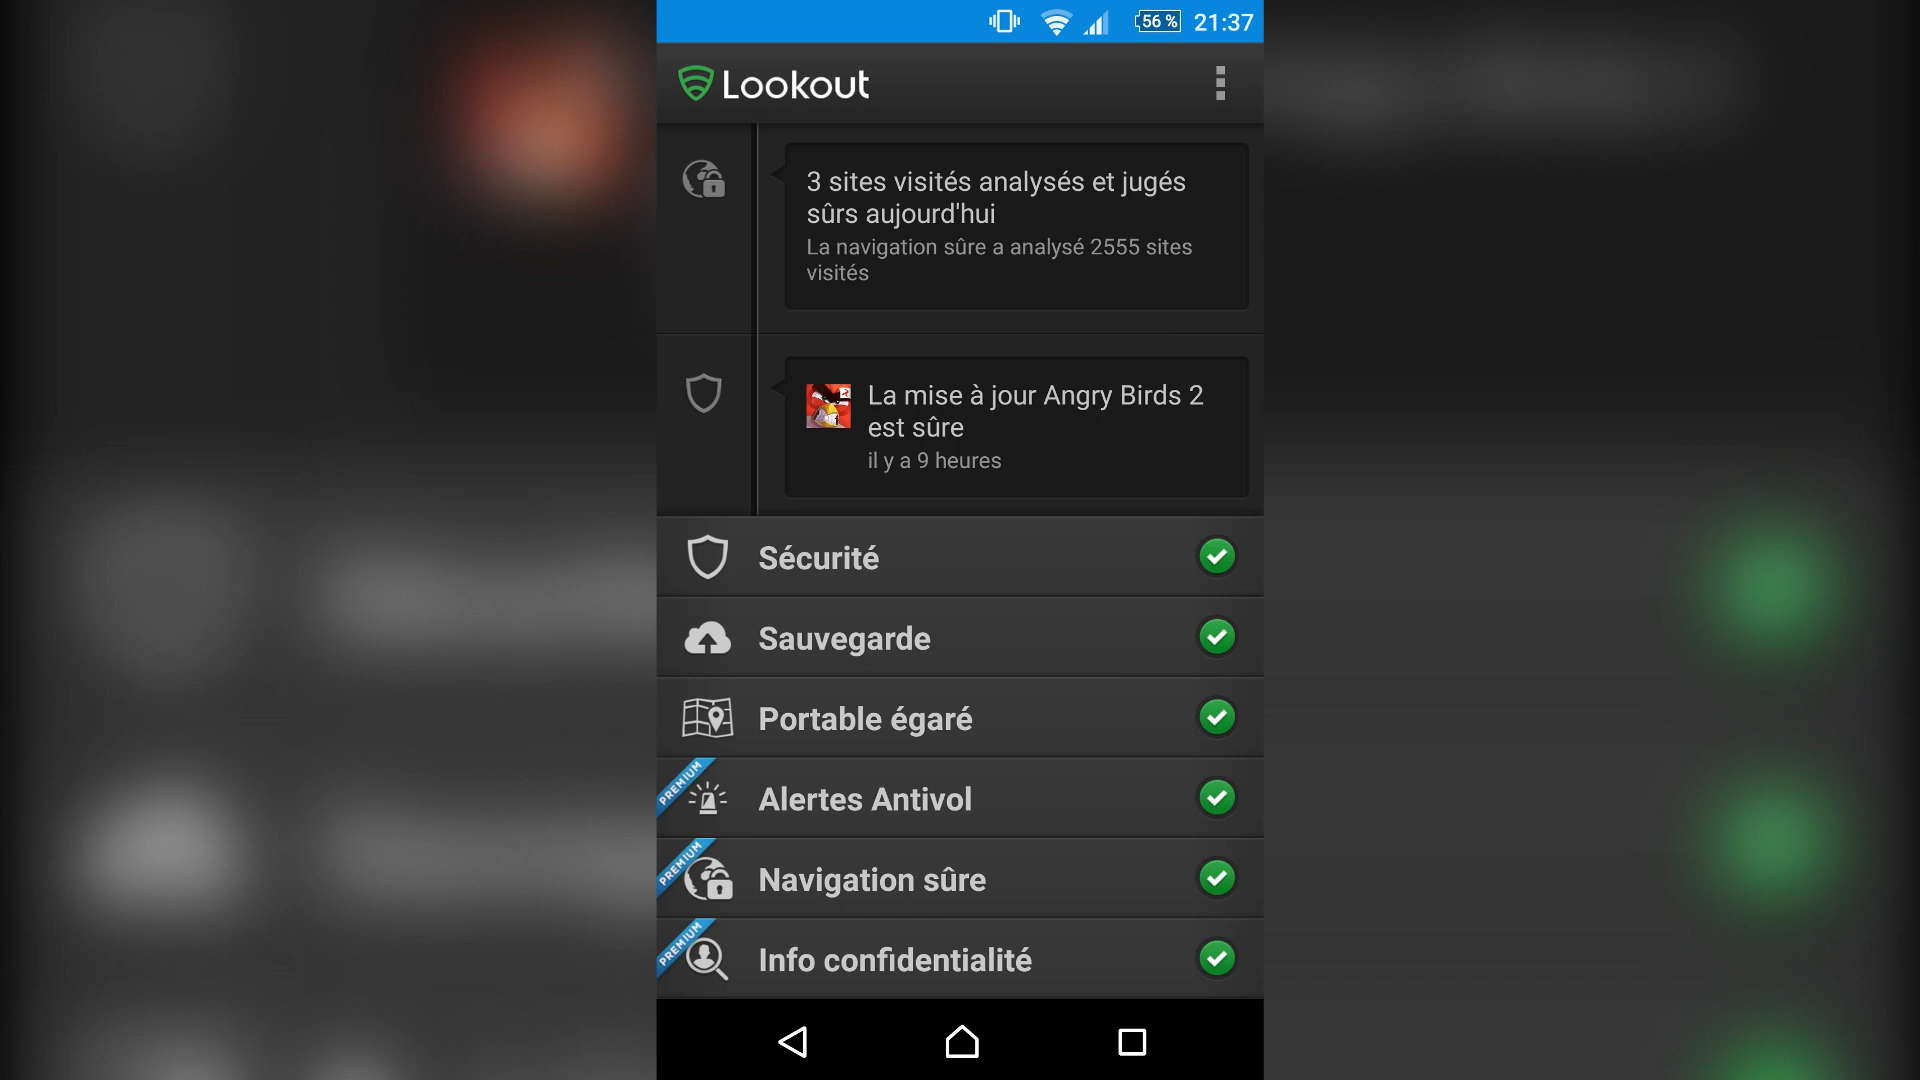 56 %
21:37
Lookout
3 sites visités analysés et jugés
sûrs aujourd'hui
La navigation sûre a analysé 2555 sites
visités
La mise à jour Angry Birds 2
est sûre
il y a 9 heures
Sécurité
Sauvegarde
Portable égaré
PREMIUM
Alertes Antivol
PREMIUM
Navigation sûre
PREMIUM
Info confidentialité